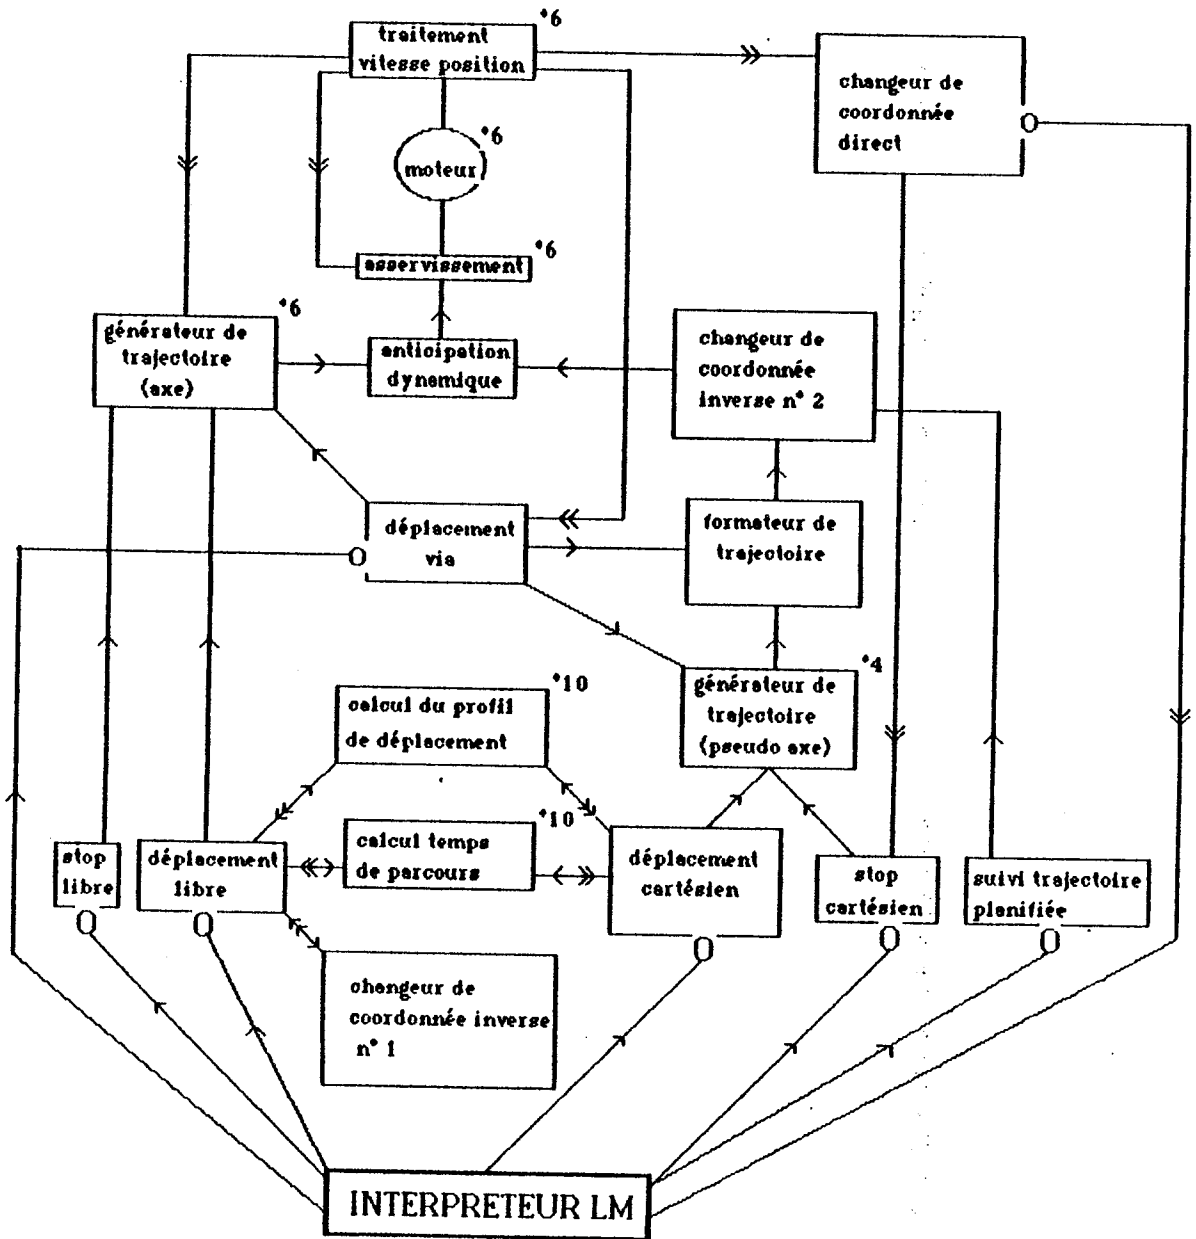 *6
traitement
vitesse position
changeur de
coordonnée
direct
*6
moteur
*6
asservissement
*6
générateur de
trajectoire
(axe)
anticipation
dynamique
changeur de
coordonnée
inverse n° 2
déplacement
via
formateur de
trajectoire
*4
générateur de
trajectoire
(pseudo axe)
*10
calcul du profil
de déplacement
*10
calcul temps
de parcours
stop
libre
déplacement
libre
déplacement
cartésien
stop
cartésien
suivi trajectoire
planifiée
changeur de
coordonnée inverse
n° 1
INTERPRETEUR LM